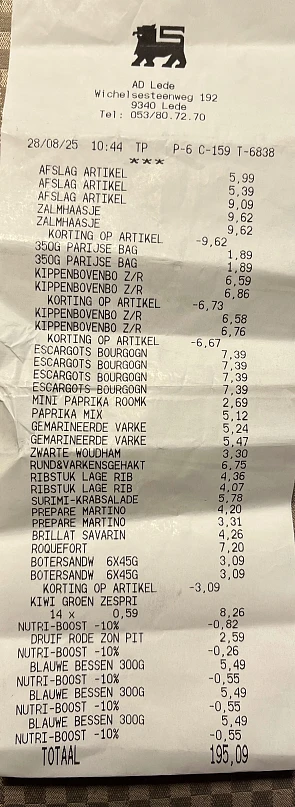 AD Lede
Wichelsesteenweg 192
9340 Lede
Tel: 053/80.72.70
28/08/25 10:44 TP P-6 C-159 T-6838
***
AFSLAG ARTIKEL 5,99
AFSLAG ARTIKEL 5,39
AFSLAG ARTIKEL 9,09
ZALMHAASJE 9,62
ZALMHAASJE 9,62
KORTING OP ARTIKEL -9,62
350G PARIJSE BAG 1,89
350G PARIJSE BAG 1,89
KIPPENBOVENBO Z/R 6,59
KIPPENBOVENBO Z/R 6,86
KORTING OP ARTIKEL -6,73
KIPPENBOVENBO Z/R 6,58
KIPPENBOVENBO Z/R 6,76
KORTING OP ARTIKEL -6,67
ESCARGOTS BOURGOGN 7,39
ESCARGOTS BOURGOGN 7,39
ESCARGOTS BOURGOGN 7,39
ESCARGOTS BOURGOGN 7,39
MINI PAPRIKA ROOMK 2,69
PAPRIKA MIX 5,12
GEMARINEERDE VARKE 5,24
GEMARINEERDE VARKE 5,47
ZWARTE WOUDHAM 3,30
RUND&VARKENSGEHAKT 6,75
RIBSTUK LAGE RIB 4,36
RIBSTUK LAGE RIB 4,07
SURIMI-KRABSALADE 5,78
PREPARE MARTINO 4,20
PREPARE MARTINO 3,31
BRILLAT SAVARIN 4,26
ROQUEFORT 7,20
BOTERSANDW 6X45G 3,09
BOTERSANDW 6X45G 3,09
KORTING OP ARTIKEL -3,09
KIWI GROEN ZESPRI
14 x 0,59 8,26
NUTRI-BOOST -10% -0,82
DRUIF RODE ZON PIT 2,59
NUTRI-BOOST -10% -0,26
BLAUWE BESSEN 300G 5,49
NUTRI-BOOST -10% -0,55
BLAUWE BESSEN 300G 5,49
NUTRI-BOOST -10% -0,55
BLAUWE BESSEN 300G 5,49
NUTRI-BOOST -10% -0,55
TOTAAL 195,09